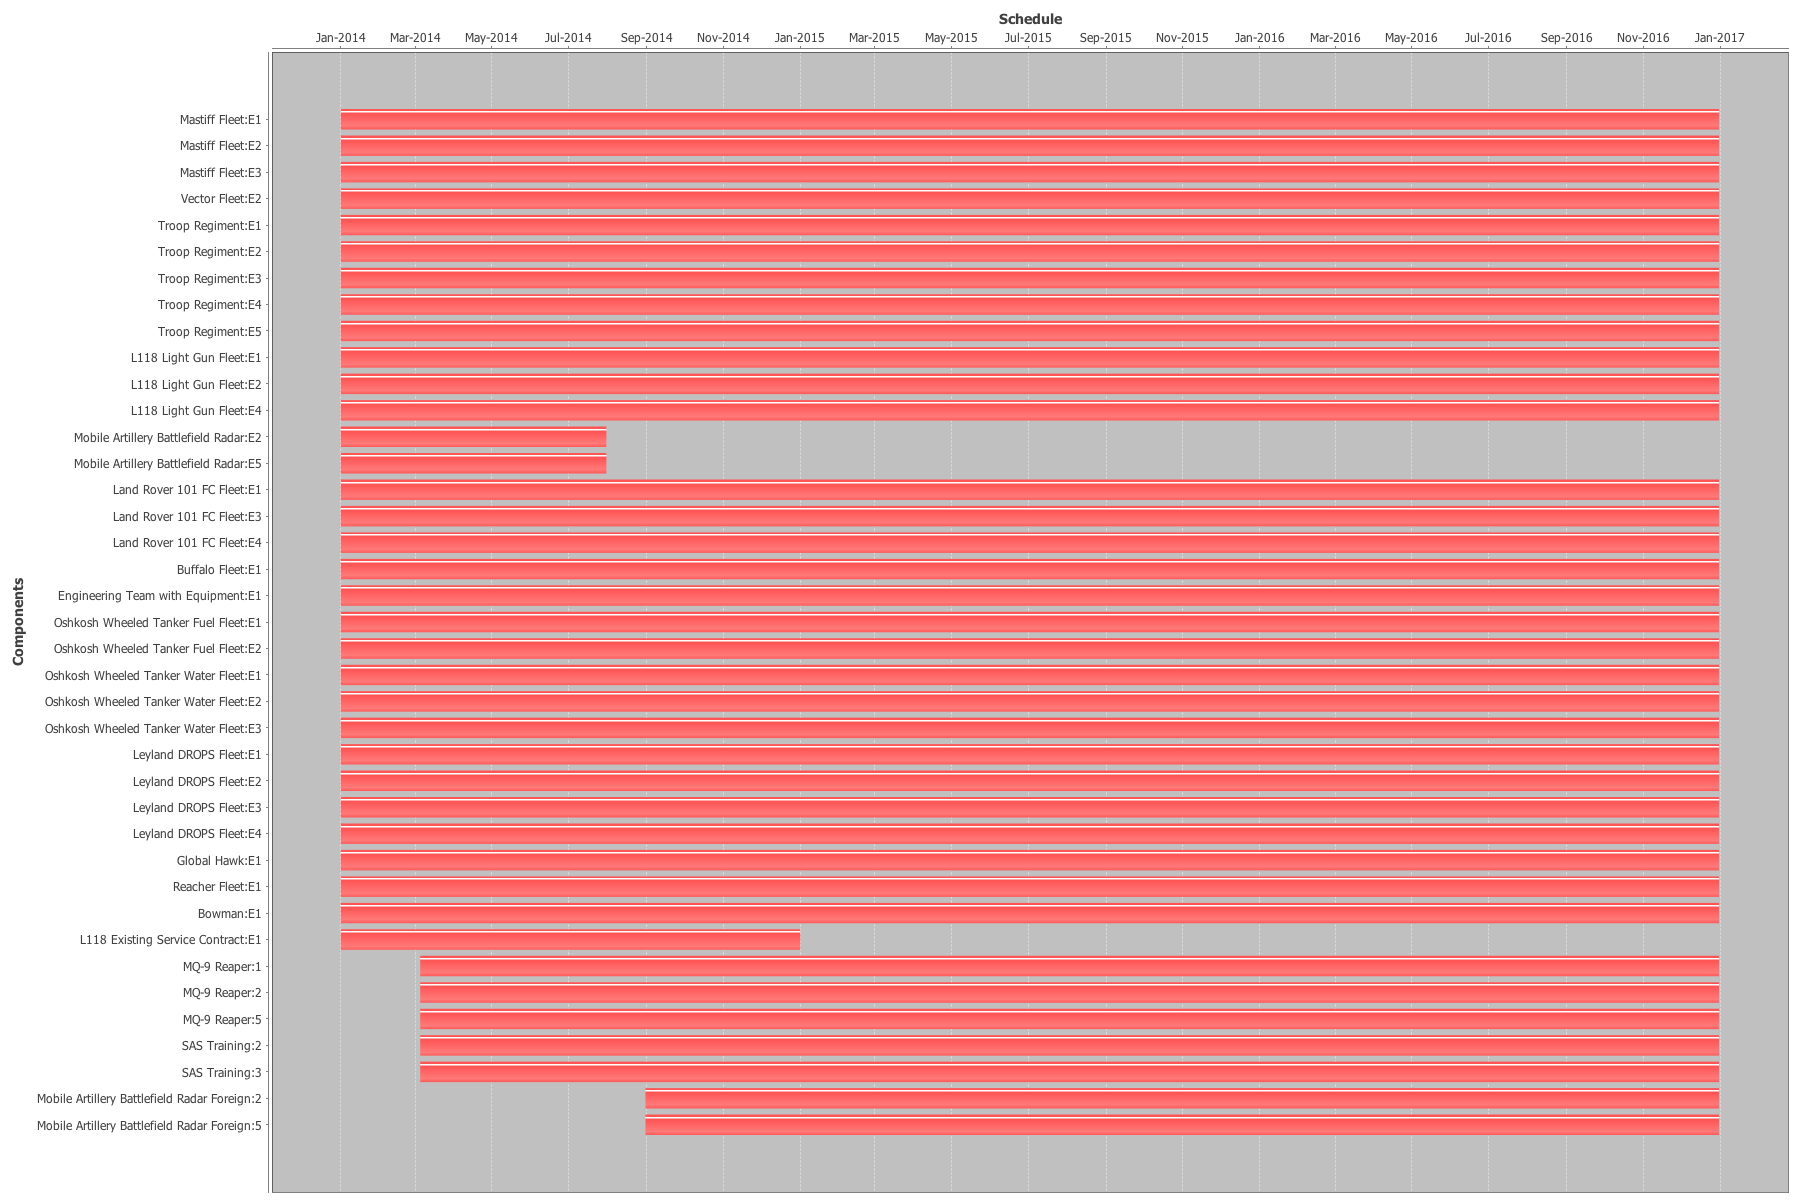 Schedule
Jan-2014 Mar-2014 May-2014 Jul-2014 Sep-2014 Nov-2014 Jan-2015 Mar-2015 May-2015 Jul-2015 Sep-2015 Nov-2015 Jan-2016 Mar-2016 May-2016 Jul-2016 Sep-2016 Nov-2016 Jan-2017
Components
Mastiff Fleet:E1
Mastiff Fleet:E2
Mastiff Fleet:E3
Vector Fleet:E2
Troop Regiment:E1
Troop Regiment:E2
Troop Regiment:E3
Troop Regiment:E4
Troop Regiment:E5
L118 Light Gun Fleet:E1
L118 Light Gun Fleet:E2
L118 Light Gun Fleet:E4
Mobile Artillery Battlefield Radar:E2
Mobile Artillery Battlefield Radar:E5
Land Rover 101 FC Fleet:E1
Land Rover 101 FC Fleet:E3
Land Rover 101 FC Fleet:E4
Buffalo Fleet:E1
Engineering Team with Equipment:E1
Oshkosh Wheeled Tanker Fuel Fleet:E1
Oshkosh Wheeled Tanker Fuel Fleet:E2
Oshkosh Wheeled Tanker Water Fleet:E1
Oshkosh Wheeled Tanker Water Fleet:E2
Oshkosh Wheeled Tanker Water Fleet:E3
Leyland DROPS Fleet:E1
Leyland DROPS Fleet:E2
Leyland DROPS Fleet:E3
Leyland DROPS Fleet:E4
Global Hawk:E1
Reacher Fleet:E1
Bowman:E1
L118 Existing Service Contract:E1
MQ-9 Reaper:1
MQ-9 Reaper:2
MQ-9 Reaper:5
SAS Training:2
SAS Training:3
Mobile Artillery Battlefield Radar Foreign:2
Mobile Artillery Battlefield Radar Foreign:5